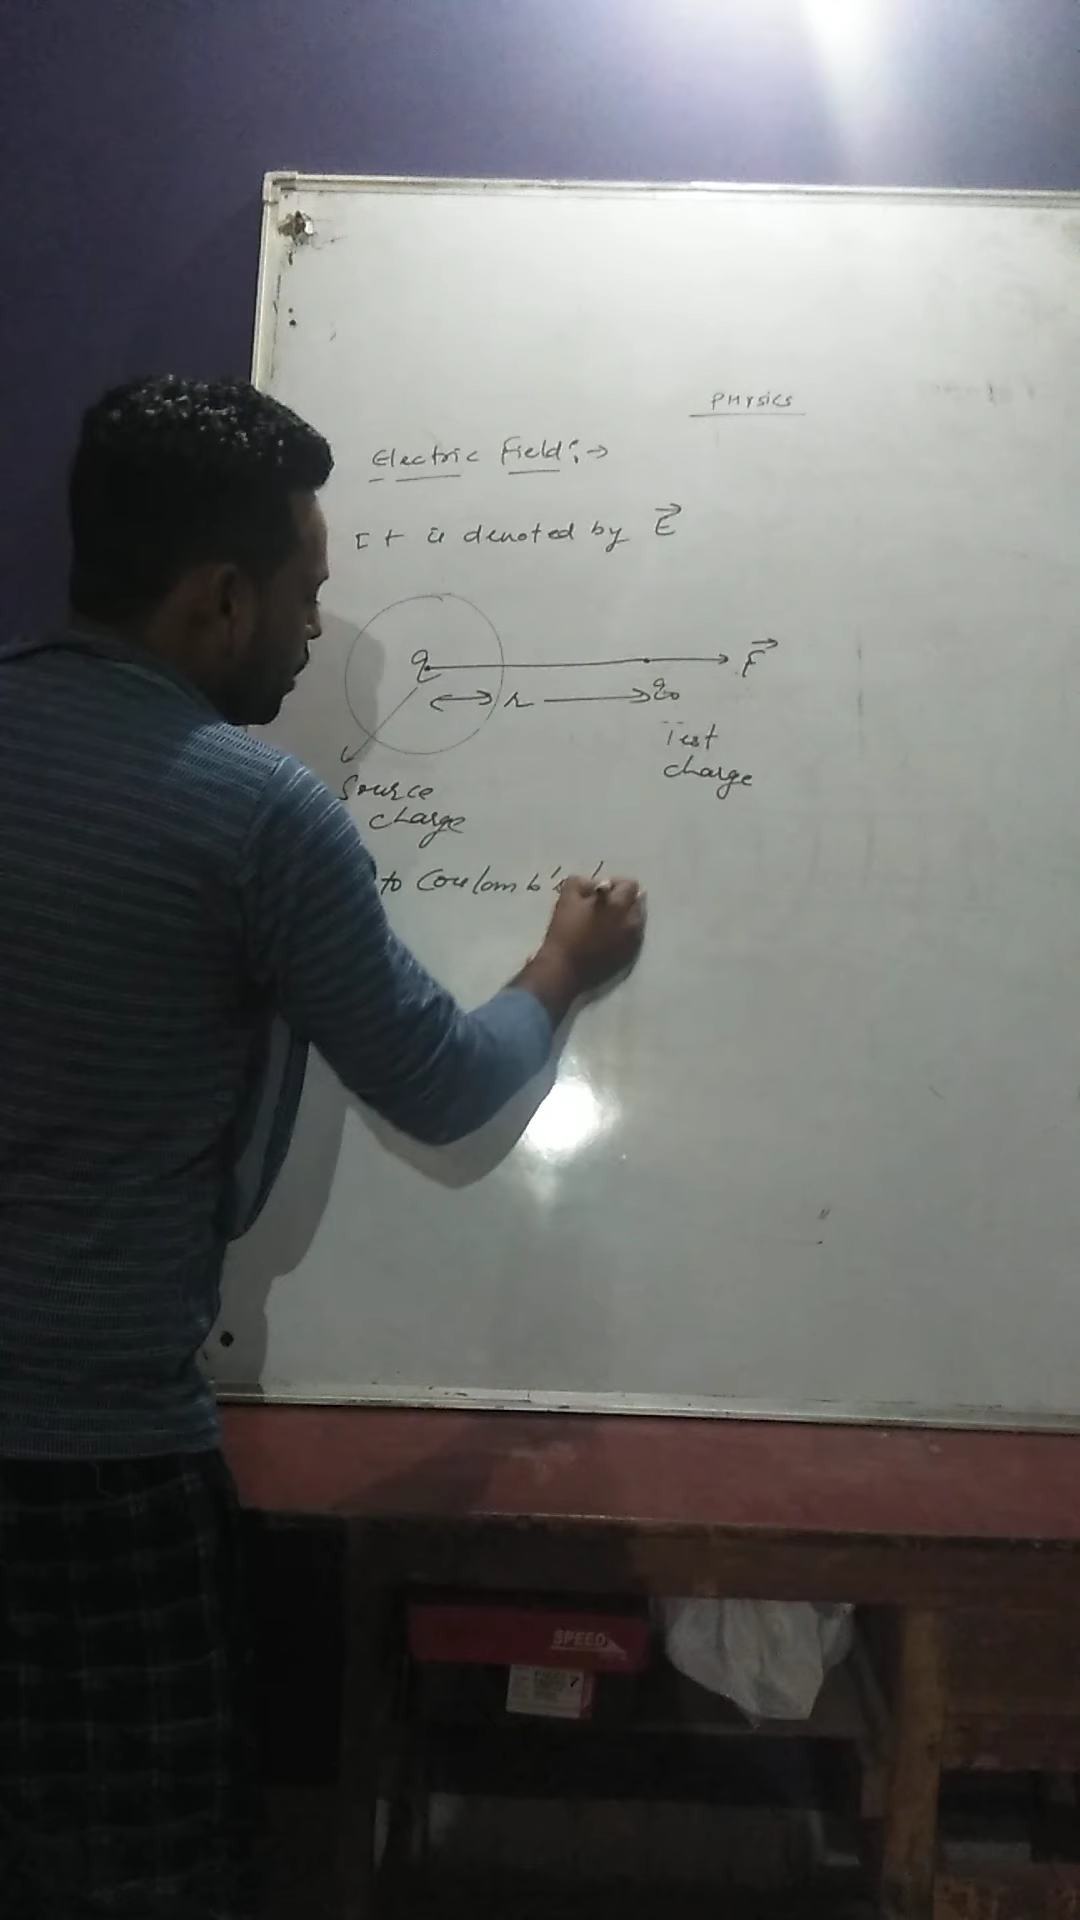 PHYSICS
Electric Field :→
It is denoted by E⃗
q → F⃗
↔ r → q₀
Test
charge
Source
charge
to Coulomb's
SPEED